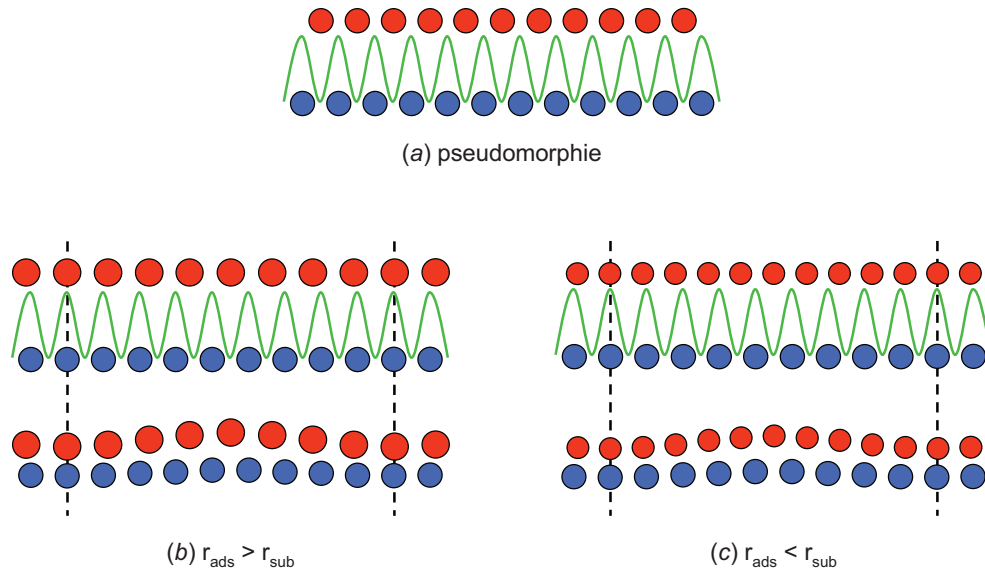 (a) pseudomorphie
(b) r_ads > r_sub
(c) r_ads < r_sub